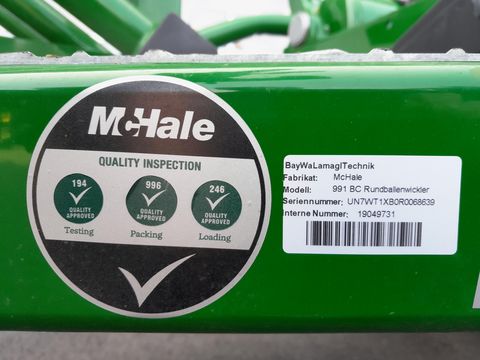 McHale
QUALITY INSPECTION
194
QUALITY
APPROVED
Testing
996
QUALITY
APPROVED
Packing
246
QUALITY
APPROVED
Loading
BayWaLamaglTechnik
Fabrikat: McHale
Modell: 991 BC Rundballenwickler
Seriennummer: UN7WT1XB0R0068639
Interne Nummer: 19049731